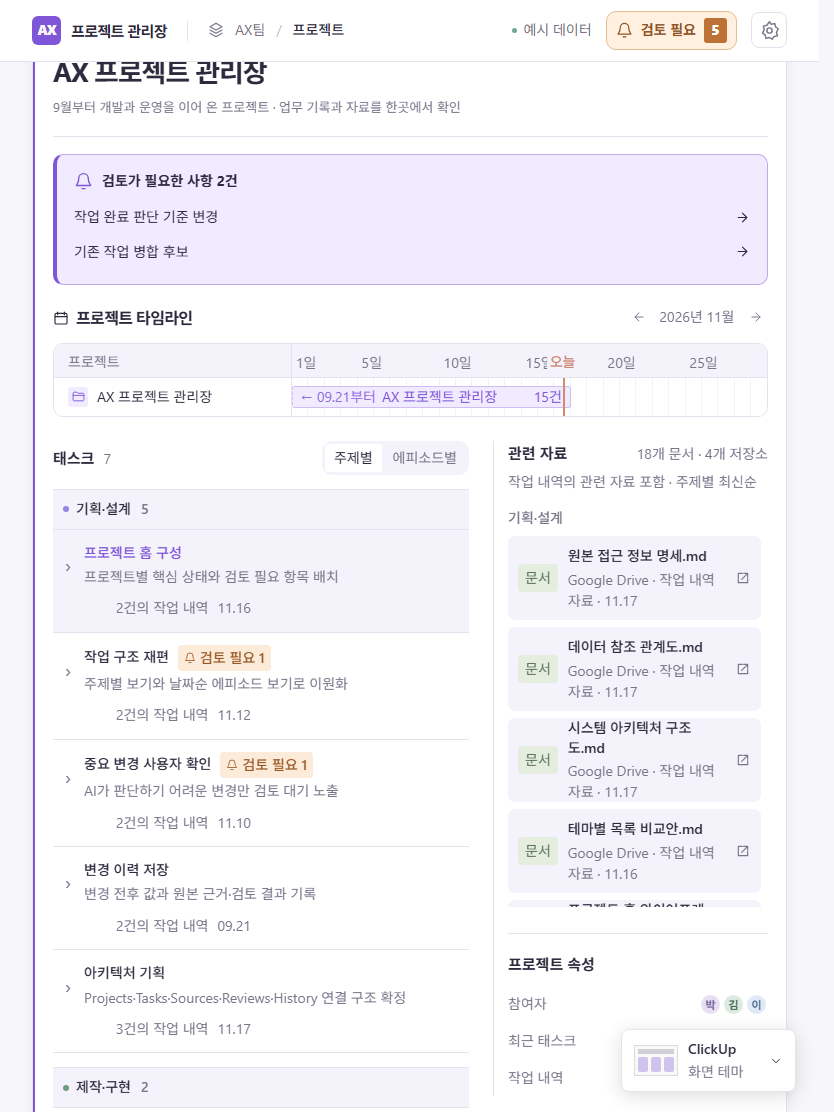 AX 프로젝트 관리장 AX팀 / 프로젝트 예시 데이터 검토 필요 5
AX 프로젝트 관리장
9월부터 개발과 운영을 이어 온 프로젝트 · 업무 기록과 자료를 한곳에서 확인
검토가 필요한 사항 2건
작업 완료 판단 기준 변경 →
기존 작업 병합 후보 →
프로젝트 타임라인 ← 2026년 11월 →
프로젝트 1일 5일 10일 15일 오늘 20일 25일
AX 프로젝트 관리장 ← 09.21부터 AX 프로젝트 관리장 15건
태스크 7 주제별 에피소드별
기획·설계 5
프로젝트 홈 구성
프로젝트별 핵심 상태와 검토 필요 항목 배치
2건의 작업 내역 11.16
작업 구조 재편 검토 필요 1
주제별 보기와 날짜순 에피소드 보기로 이원화
2건의 작업 내역 11.12
중요 변경 사용자 확인 검토 필요 1
AI가 판단하기 어려운 변경만 검토 대기 노출
2건의 작업 내역 11.10
변경 이력 저장
변경 전후 값과 원본 근거·검토 결과 기록
2건의 작업 내역 09.21
아키텍처 기획
Projects·Tasks·Sources·Reviews·History 연결 구조 확정
3건의 작업 내역 11.17
제작·구현 2
관련 자료 18개 문서 · 4개 저장소
작업 내역의 관련 자료 포함 · 주제별 최신순
기획·설계
문서 원본 접근 정보 명세.md
Google Drive · 작업 내역
자료 · 11.17
문서 데이터 참조 관계도.md
Google Drive · 작업 내역
자료 · 11.17
문서 시스템 아키텍처 구조
도.md
Google Drive · 작업 내역
자료 · 11.17
문서 테마별 목록 비교안.md
Google Drive · 작업 내역
자료 · 11.16
프로젝트 속성
참여자 박 김 이
최근 태스크
작업 내역
ClickUp
화면 테마